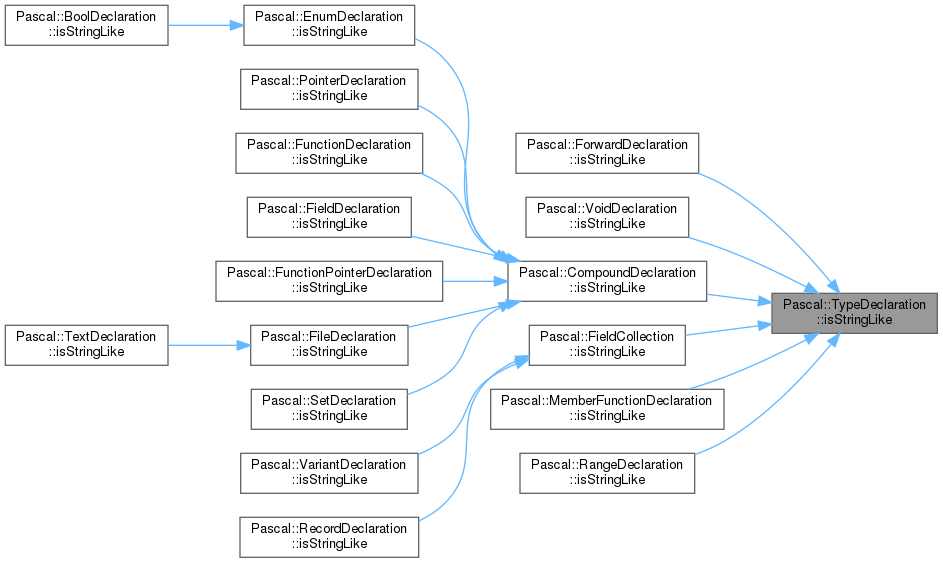 Pascal::BoolDeclaration
::isStringLike
Pascal::EnumDeclaration
::isStringLike
Pascal::PointerDeclaration
::isStringLike
Pascal::FunctionDeclaration
::isStringLike
Pascal::ForwardDeclaration
::isStringLike
Pascal::FieldDeclaration
::isStringLike
Pascal::VoidDeclaration
::isStringLike
Pascal::FunctionPointerDeclaration
::isStringLike
Pascal::CompoundDeclaration
::isStringLike
Pascal::TypeDeclaration
::isStringLike
Pascal::TextDeclaration
::isStringLike
Pascal::FileDeclaration
::isStringLike
Pascal::FieldCollection
::isStringLike
Pascal::SetDeclaration
::isStringLike
Pascal::MemberFunctionDeclaration
::isStringLike
Pascal::VariantDeclaration
::isStringLike
Pascal::RangeDeclaration
::isStringLike
Pascal::RecordDeclaration
::isStringLike